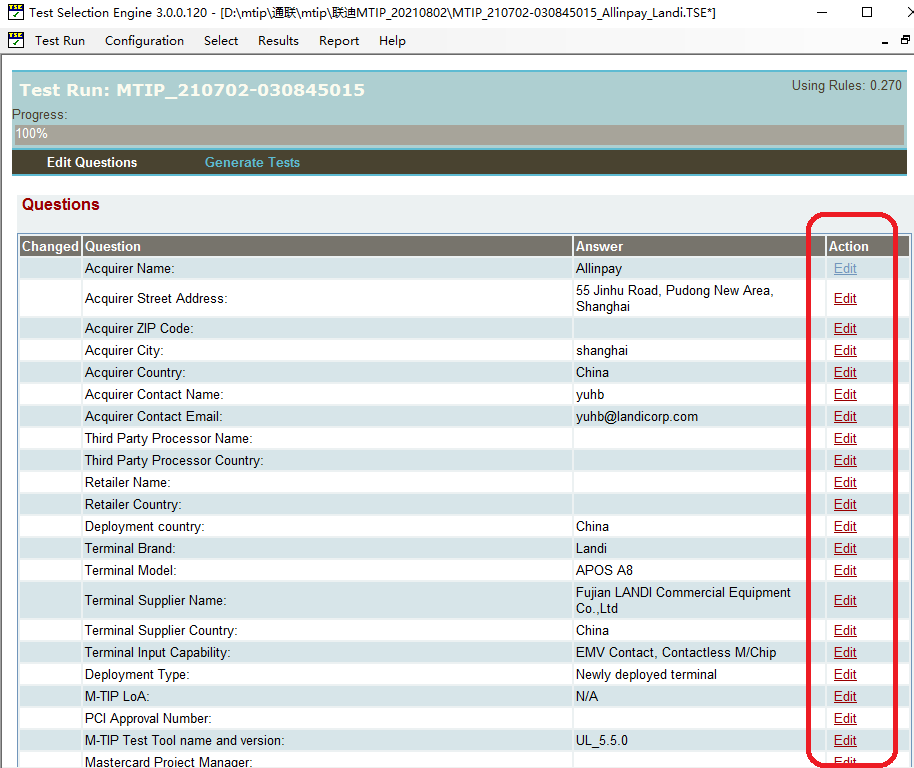 Test Selection Engine 3.0.0.120 - [D:\mtip\通联\mtip\联迪MTIP_20210802\MTIP_210702-030845015_Allinpay_Landi.TSE*]
Test Run Configuration Select Results Report Help
Test Run: MTIP_210702-030845015
Using Rules: 0.270
Progress:
100%
Edit Questions Generate Tests
Questions
Changed Question Answer Action
Acquirer Name: Allinpay Edit
Acquirer Street Address: 55 Jinhu Road, Pudong New Area,
Shanghai Edit
Acquirer ZIP Code: Edit
Acquirer City: shanghai Edit
Acquirer Country: China Edit
Acquirer Contact Name: yuhb Edit
Acquirer Contact Email: yuhb@landicorp.com Edit
Third Party Processor Name: Edit
Third Party Processor Country: Edit
Retailer Name: Edit
Retailer Country: Edit
Deployment country: China Edit
Terminal Brand: Landi Edit
Terminal Model: APOS A8 Edit
Terminal Supplier Name: Fujian LANDI Commercial Equipment
Co.,Ltd Edit
Terminal Supplier Country: China Edit
Terminal Input Capability: EMV Contact, Contactless M/Chip Edit
Deployment Type: Newly deployed terminal Edit
M-TIP LoA: N/A Edit
PCI Approval Number: Edit
M-TIP Test Tool name and version: UL_5.5.0 Edit
Mastercard Project Manager: Edit